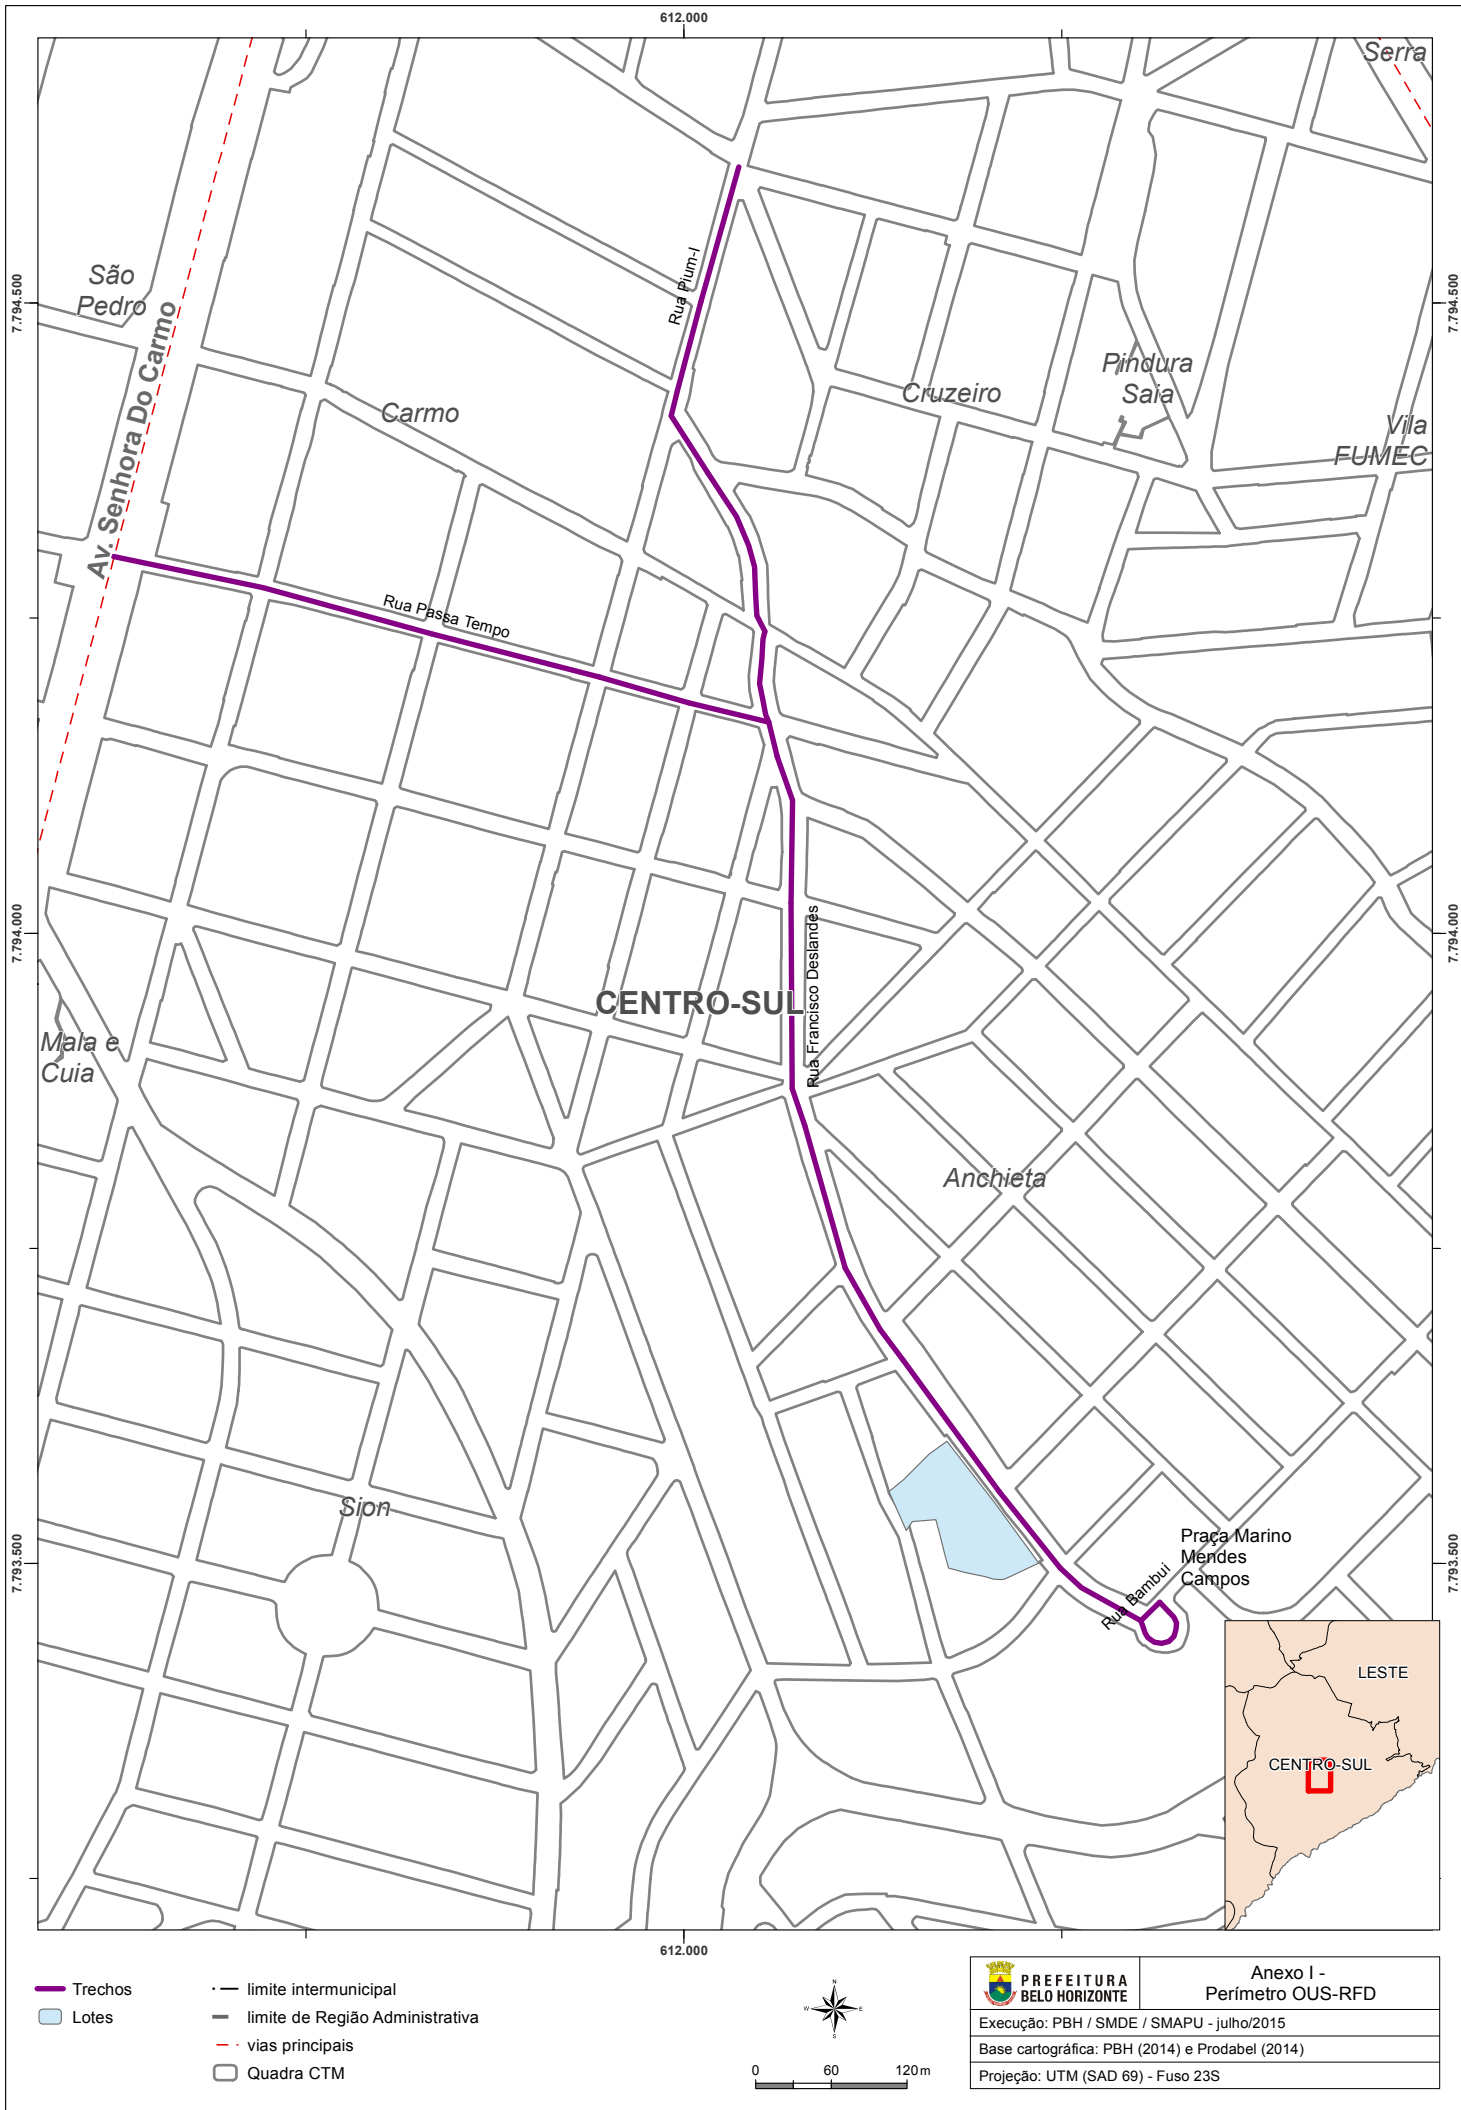 612.000
Serra
São
Pedro
7.794.500
7.794.500
Rua Pium-I
Av. Senhora Do Carmo
Carmo
Cruzeiro
Pindura
Saia
Vila
FUMEC
Rua Passa Tempo
7.794.000
7.794.000
CENTRO-SUL
Rua Francisco Deslandes
Mala e
Cuia
Anchieta
Sion
7.793.500
7.793.500
Praça Marino
Mendes
Campos
Rua Bambui
LESTE
CENTRO-SUL
612.000
Trechos
Lotes
limite intermunicipal
limite de Região Administrativa
vias principais
Quadra CTM
N
W
E
S
0 60 120 m
PREFEITURA
BELO HORIZONTE
Anexo I -
Perímetro OUS-RFD
Execução: PBH / SMDE / SMAPU - julho/2015
Base cartográfica: PBH (2014) e Prodabel (2014)
Projeção: UTM (SAD 69) - Fuso 23S